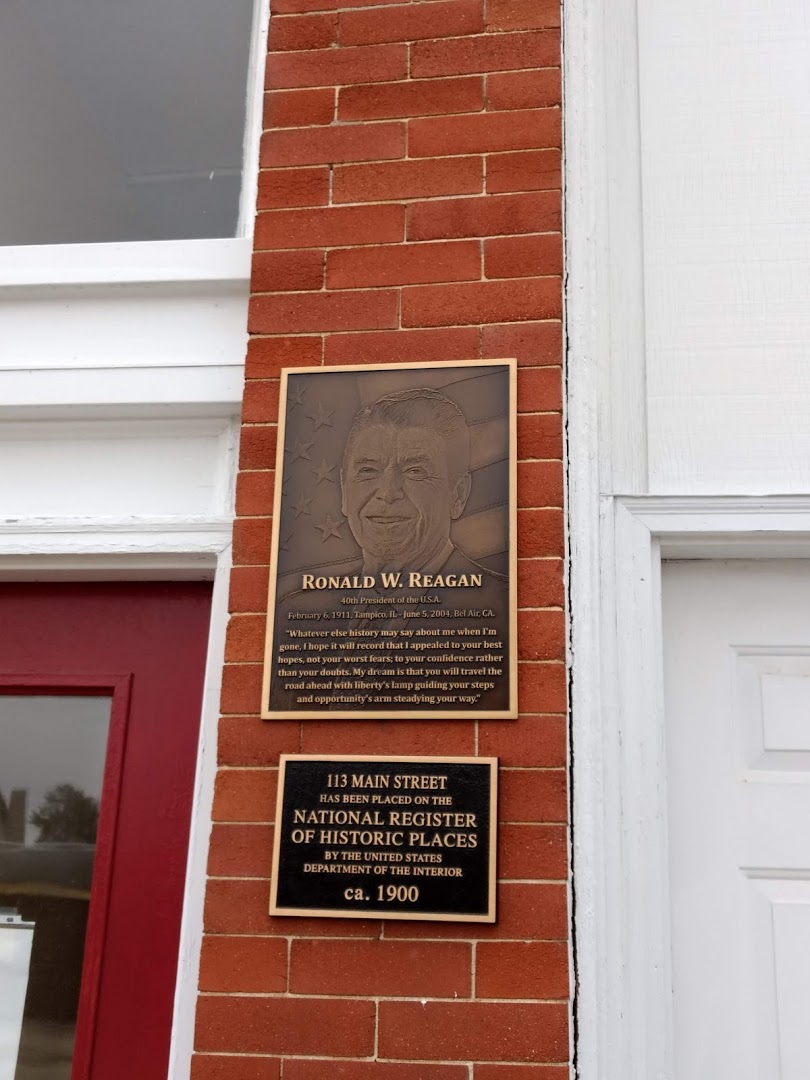 RONALD W. REAGAN
40th President of the U.S.A.
February 6, 1911, Tampico, IL - June 5, 2004, Bel Air, CA.
"Whatever else history may say about me when I'm
gone, I hope it will record that I appealed to your best
hopes, not your worst fears; to your confidence rather
than your doubts. My dream is that you will travel the
road ahead with liberty's lamp guiding your steps
and opportunity's arm steadying your way."
113 MAIN STREET
HAS BEEN PLACED ON THE
NATIONAL REGISTER
OF HISTORIC PLACES
BY THE UNITED STATES
DEPARTMENT OF THE INTERIOR
ca. 1900